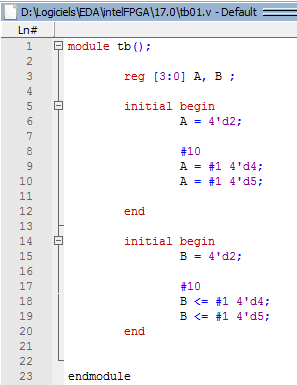 D:\Logiciels\EDA\intelFPGA\17.0\tb01.v - Default
Ln#
1 module tb();
2
3 reg [3:0] A, B ;
4
5 initial begin
6 A = 4'd2;
7
8 #10
9 A = #1 4'd4;
10 A = #1 4'd5;
11
12 end
13
14 initial begin
15 B = 4'd2;
16
17 #10
18 B <= #1 4'd4;
19 B <= #1 4'd5;
20 end
21
22
23 endmodule